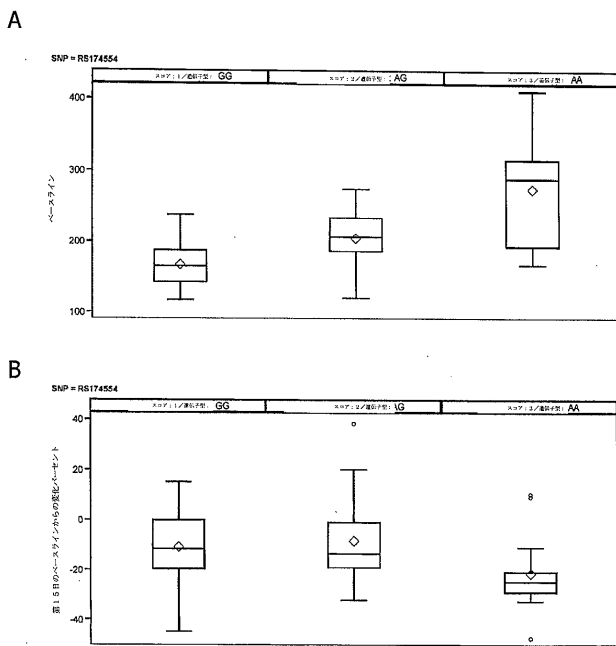 A
SNP = RS174554
スコア：1／遺伝子型： GG
スコア：2／遺伝子型： AG
スコア：3／遺伝子型： AA
ベースライン
400
300
200
100
B
SNP = RS174554
スコア：1／遺伝子型： GG
スコア：2／遺伝子型： AG
スコア：3／遺伝子型： AA
第15日のベースラインからの変化パーセント
40
20
0
-20
-40